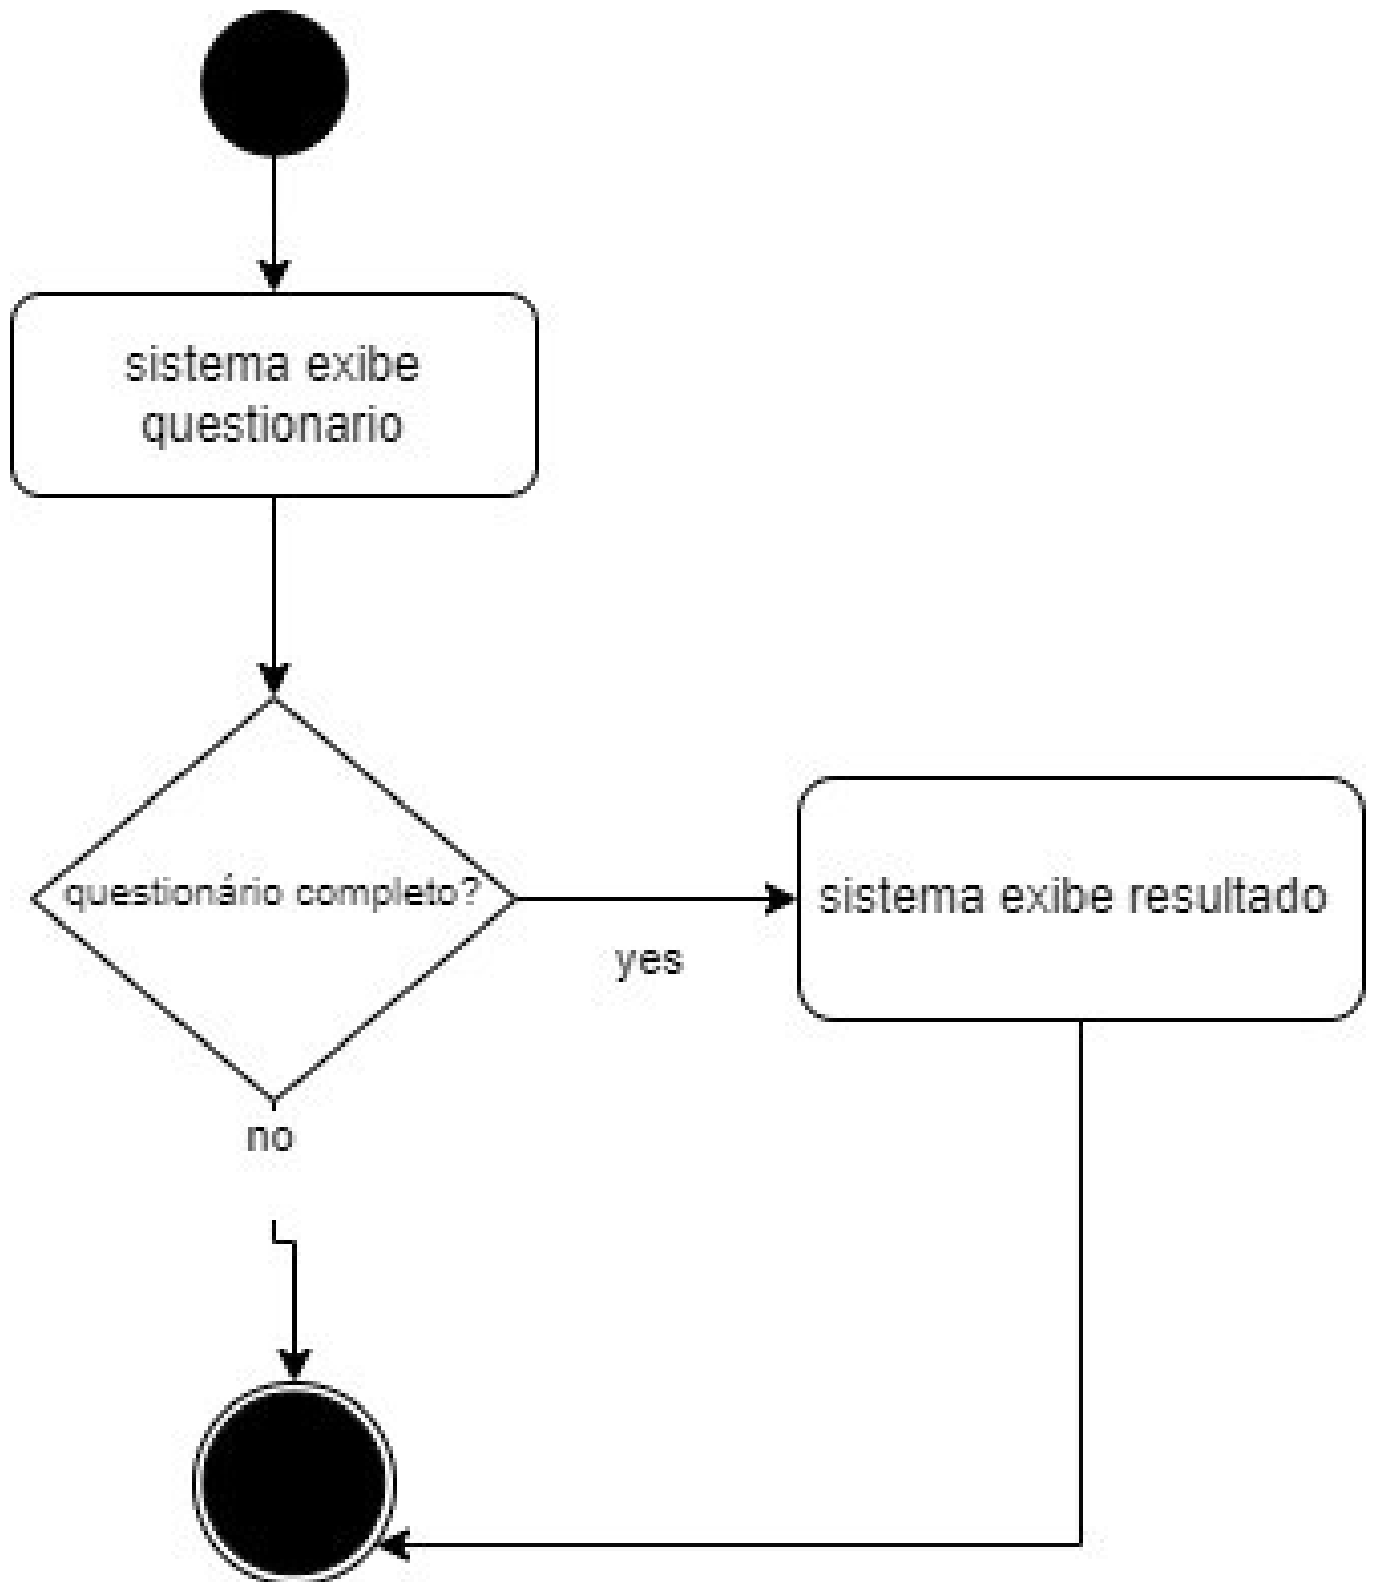 sistema exibe
questionario
questionário completo?
yes
sistema exibe resultado
no